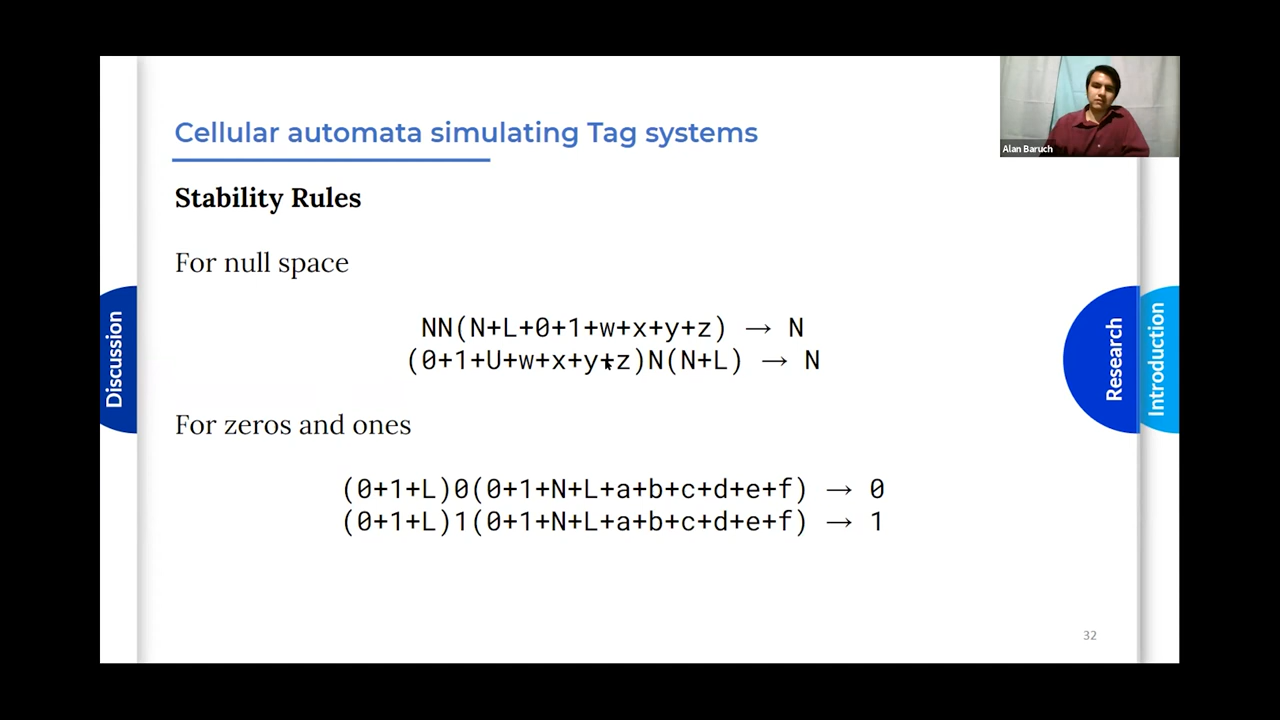 Cellular automata simulating Tag systems
Alan Baruch
Stability Rules
For null space
NN(N+L+0+1+w+x+y+z) → N
(0+1+U+w+x+y+z)N(N+L) → N
For zeros and ones
(0+1+L)0(0+1+N+L+a+b+c+d+e+f) → 0
(0+1+L)1(0+1+N+L+a+b+c+d+e+f) → 1
Discussion
Research
Introduction
32